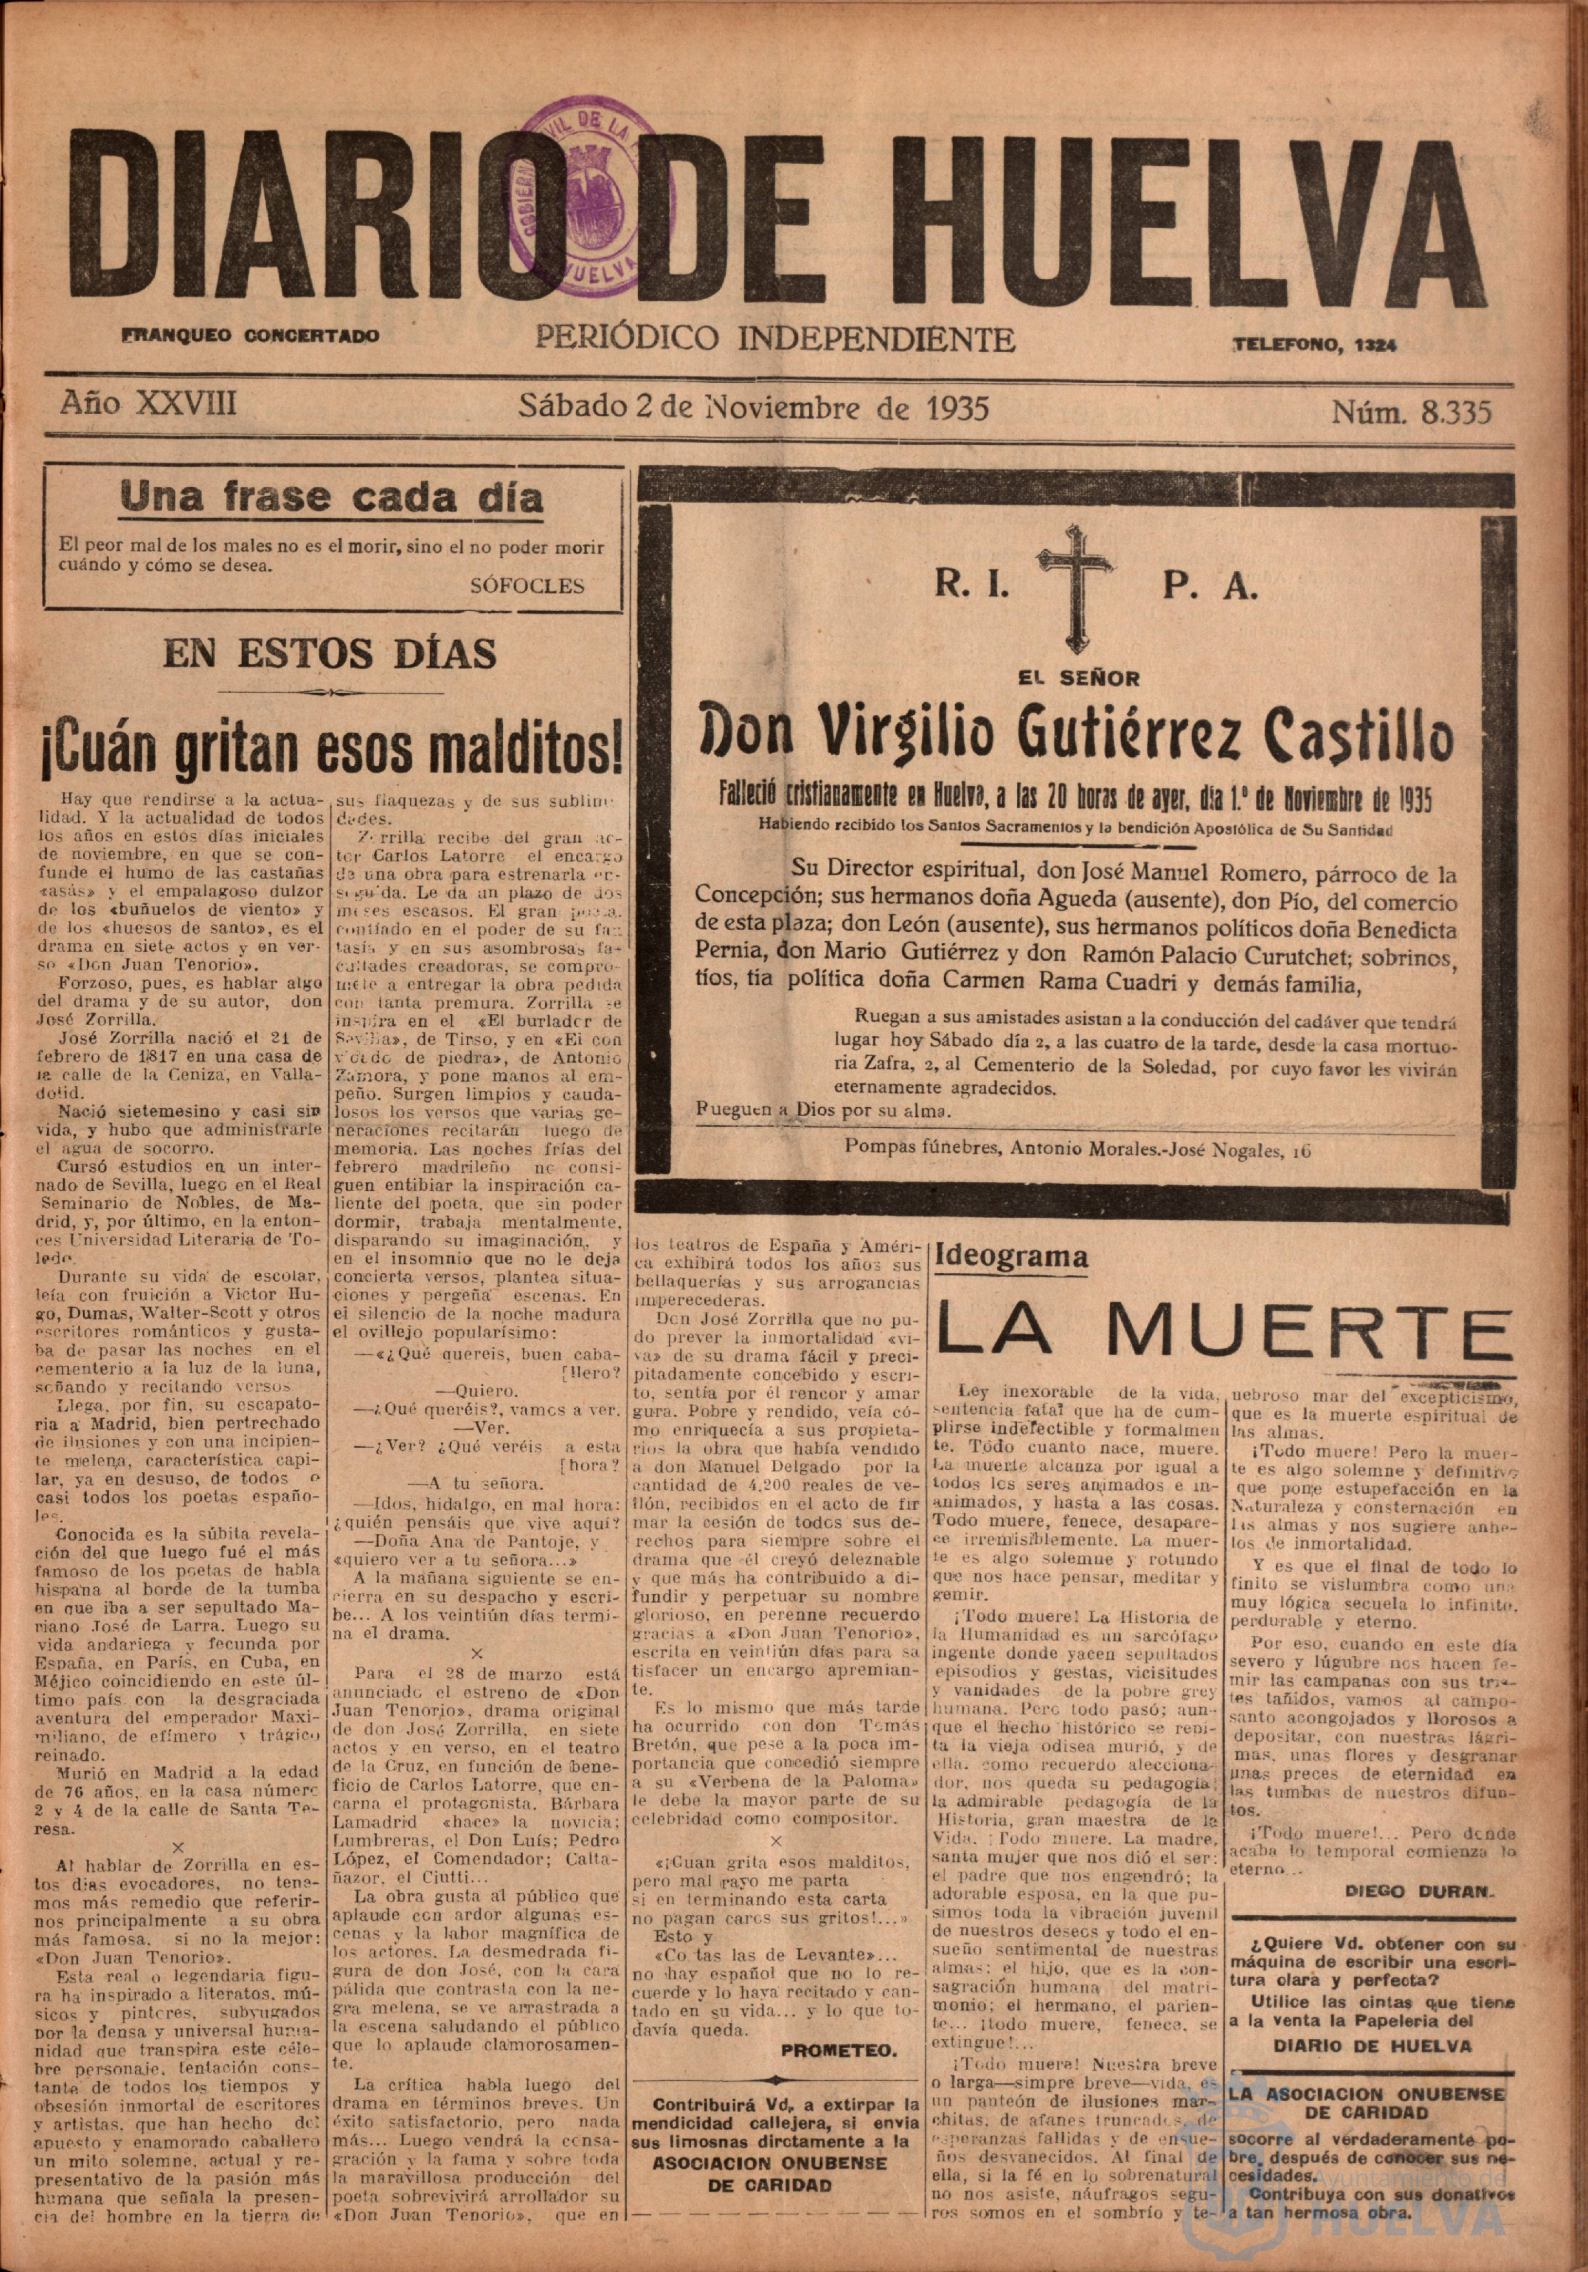 DIARIO DE HUELVA
GOBIERNO CIVIL DE LA
HUELVA
FRANQUEO CONCERTADO
PERIÓDICO INDEPENDIENTE
TELEFONO, 1324
Año XXVIII
Sábado 2 de Noviembre de 1935
Núm. 8.335
Una frase cada día
El peor mal de los males no es el morir, sino el no poder morir
cuándo y cómo se desea.
SÓFOCLES
EN ESTOS DÍAS
¡Cuán gritan esos malditos!
Hay que rendirse a la actua-
lidad. Y la actualidad de todos
los años en estos días iniciales
de noviembre, en que se con-
funde el humo de las castañas
«asás» y el empalagoso dulzor
de los «buñuelos de viento» y
de los «huesos de santo», es el
drama en siete actos y en ver-
so «Don Juan Tenorio».
Forzoso, pues, es hablar algo
del drama y de su autor, don
José Zorrilla.
José Zorrilla nació el 21 de
febrero de 1817 en una casa de
la calle de la Ceniza, en Valla-
dolid.
Nació sietemesino y casi sin
vida, y hubo que administrarle
el agua de socorro.
Cursó estudios en un inter-
nado de Sevilla, luego en el Real
Seminario de Nobles, de Ma-
drid, y, por último, en la enton-
ces Universidad Literaria de To-
ledo.
Durante su vida de escolar,
leía con fruición a Victor Hu-
go, Dumas, Walter-Scott y otros
escritores románticos y gusta-
ba de pasar las noches en el
cementerio a la luz de la luna,
soñando y recitando versos
Llega, por fin, su escapato-
ria a Madrid, bien pertrechado
de ilusiones y con una incipien-
te melena, característica capi-
lar, ya en desuso, de todos o
casi todos los poetas españo-
les.
Conocida es la súbita revela-
ción del que luego fué el más
famoso de los poetas de habla
hispana al borde de la tumba
en que iba a ser sepultado Ma-
riano José de Larra. Luego su
vida andariega y fecunda por
España, en París, en Cuba, en
Méjico coincidiendo en este úl-
timo país con la desgraciada
aventura del emperador Maxi-
miliano, de efímero y trágico
reinado.
Murió en Madrid a la edad
de 76 años, en la casa número
2 y 4 de la calle de Santa Te-
resa.
×
Al hablar de Zorrilla en es-
tos días evocadores, no tene-
mos más remedio que referir-
nos principalmente a su obra
más famosa, si no la mejor:
«Don Juan Tenorio».
Esta real o legendaria figu-
ra ha inspirado a literatos, mú-
sicos y pintores, subyugados
por la densa y universal huma-
nidad que transpira este céle-
bre personaje, tentación cons-
tante de todos los tiempos y
obsesión inmortal de escritores
y artistas, que han hecho del
apuesto y enamorado caballero
un mito solemne, actual y re-
presentativo de la pasión más
humana que señala la presen-
cia del hombre en la tierra de
sus flaquezas y de sus sublimi
dades.
Zorrilla recibe del gran ac-
tor Carlos Latorre el encargo
de una obra para estrenarla en-
seguida. Le da un plazo de dos
meses escasos. El gran poeta,
confiado en el poder de su fan
tasía y en sus asombrosas fa-
cultades creadoras, se compro-
mete a entregar la obra pedida
con tanta premura. Zorrilla se
inspira en el «El burlador de
Sevilla», de Tirso, y en «El con
vidado de piedra», de Antonio
Zamora, y pone manos al em-
peño. Surgen limpios y cauda-
losos los versos que varias ge-
neraciones recitarán luego de
memoria. Las noches frías del
febrero madrileño no consi-
guen entibiar la inspiración ca-
liente del poeta, que sin poder
dormir, trabaja mentalmente,
disparando su imaginación, y
en el insomnio que no le deja
concierta versos, plantea situa-
ciones y pergeña escenas. En
el silencio de la noche madura
el ovillejo popularísimo:
—«¿Qué quereis, buen caba-
[llero?
—Quiero.
—¿Qué queréis?, vamos a ver.
—Ver.
—¿Ver? ¿Qué veréis a esta
[hora?
—A tu señora.
—Idos, hidalgo, en mal hora:
¿quién pensáis que vive aquí?
—Doña Ana de Pantoje, y
«quiero ver a tu señora...»
A la mañana siguiente se en-
cierra en su despacho y escri-
be... A los veintiún días termi-
na el drama.
×
Para el 28 de marzo está
anunciado el estreno de «Don
Juan Tenorio», drama original
de don José Zorrilla, en siete
actos y en verso, en el teatro
de la Cruz, en función de bene-
ficio de Carlos Latorre, que en-
carna el protagonista. Bárbara
Lamadrid «hace» la novicia;
Lumbreras, el Don Luís; Pedro
López, el Comendador; Calta-
ñazor, el Ciutti...
La obra gusta al público que
aplaude con ardor algunas es-
cenas y la labor magnífica de
los actores. La desmedrada fi-
gura de don José, con la cara
pálida que contrasta con la ne-
gra melena, se ve arrastrada a
la escena saludando el público
que lo aplaude clamorosamen-
te.
La crítica habla luego del
drama en términos breves. Un
éxito satisfactorio, pero nada
más... Luego vendrá la consa-
gración y la fama y sobre toda
la maravillosa producción del
poeta sobrevivirá arrollador su
«Don Juan Tenorio», que en
R. I. P. A.
EL SEÑOR
Don Virgilio Gutiérrez Castillo
Falleció cristianamente en Huelva, a las 20 horas de ayer, día 1.º de Noviembre de 1935
Habiendo recibido los Santos Sacramentos y la bendición Apostólica de Su Santidad
Su Director espiritual, don José Manuel Romero, párroco de la
Concepción; sus hermanos doña Agueda (ausente), don Pío, del comercio
de esta plaza; don León (ausente), sus hermanos políticos doña Benedicta
Pernia, don Mario Gutiérrez y don Ramón Palacio Curutchet; sobrinos,
tíos, tía política doña Carmen Rama Cuadri y demás familia,
Ruegan a sus amistades asistan a la conducción del cadáver que tendrá
lugar hoy Sábado día 2, a las cuatro de la tarde, desde la casa mortuo-
ria Zafra, 2, al Cementerio de la Soledad, por cuyo favor les vivirán
eternamente agradecidos.
Rueguen a Dios por su alma.
Pompas fúnebres, Antonio Morales.-José Nogales, 16
los teatros de España y Améri-
ca exhibirá todos los años sus
bellaquerías y sus arrogancias
imperecederas.
Don José Zorrilla que no pu-
do prever la inmortalidad «vi-
va» de su drama fácil y preci-
pitadamente concebido y escri-
to, sentía por él rencor y amar
gura. Pobre y rendido, veía có-
mo enriquecía a sus propieta-
rios la obra que había vendido
a don Manuel Delgado por la
cantidad de 4.200 reales de ve-
llón, recibidos en el acto de fir
mar la cesión de todos sus de-
rechos para siempre sobre el
drama que él creyó deleznable
y que más ha contribuido a di-
fundir y perpetuar su nombre
glorioso, en perenne recuerdo
gracias a «Don Juan Tenorio»,
escrita en veintiún días para sa
tisfacer un encargo apremian-
te.
Es lo mismo que más tarde
ha ocurrido con don Tomás
Bretón, que pese a la poca im-
portancia que concedió siempre
a su «Verbena de la Paloma»
le debe la mayor parte de su
celebridad como compositor.
×
«¡Cuan grita esos malditos,
pero mal rayo me parta
si en terminando esta carta
no pagan caros sus gritos!...»
Esto y
«Co tas las de Levante»...
no hay español que no lo re-
cuerde y lo haya recitado y can-
tado en su vida... y lo que to-
davía queda.
PROMETEO.
Contribuirá Vd, a extirpar la
mendicidad callejera, si envia
sus limosnas dirctamente a la
ASOCIACION ONUBENSE
DE CARIDAD
Ideograma
LA MUERTE
Ley inexorable de la vida,
sentencia fatal que ha de cum-
plirse indefectible y formalmen
te. Todo cuanto nace, muere.
La muerte alcanza por igual a
todos los seres animados e in-
animados, y hasta a las cosas.
Todo muere, fenece, desapare-
ce irremisiblemente. La muer-
te es algo solemne y rotundo
que nos hace pensar, meditar y
gemir.
¡Todo muere! La Historia de
la Humanidad es un sarcófago
ingente donde yacen sepultados
episodios y gestas, vicisitudes
y vanidades de la pobre grey
humana. Pero todo pasó; aun-
que el hecho histórico se repi-
ta la vieja odisea murió, y de
ella, como recuerdo alecciona-
dor, nos queda su pedagogía;
la admirable pedagogía de la
Historia, gran maestra de la
Vida. ¡Todo muere. La madre,
santa mujer que nos dió el ser;
el padre que nos engendró; la
adorable esposa, en la que pu-
simos toda la vibración juvenil
de nuestros deseos y todo el en-
sueño sentimental de nuestras
almas; el hijo, que es la con-
sagración humana del matri-
monio; el hermano, el parien-
te... ¡todo muere, fenece, se
extingue!...
¡Todo muere! Nuestra breve
o larga—simpre breve—vida, es
un panteón de ilusiones mar-
chitas, de afanes truncados, de
esperanzas fallidas y de ensue-
ños desvanecidos. Al final de
ella, si la fé en lo sobrenatural
no nos asiste, náufragos segu-
ros somos en el sombrío y te-
nebroso mar del excepticismo,
que es la muerte espiritual de
las almas.
¡Todo muere! Pero la muer-
te es algo solemne y definitivo
que pone estupefacción en la
Naturaleza y consternación en
las almas y nos sugiere anhe-
los de inmortalidad.
Y es que el final de todo lo
finito se vislumbra como una
muy lógica secuela lo infinito,
perdurable y eterno.
Por eso, cuando en este día
severo y lúgubre nos hacen ge-
mir las campanas con sus tris-
tes tañidos, vamos al campo-
santo acongojados y llorosos a
depositar, con nuestras lágri-
mas, unas flores y desgranar
unas preces de eternidad en
las tumbas de nuestros difun-
tos.
¡Todo muere!... Pero donde
acaba lo temporal comienza lo
eterno...
DIEGO DURAN.
¿Quiere Vd. obtener con su
máquina de escribir una escri-
tura clara y perfecta?
Utilice las cintas que tiene
a la venta la Papeleria del
DIARIO DE HUELVA
LA ASOCIACION ONUBENSE
DE CARIDAD
socorre al verdaderamente po-
bre, después de conocer sus ne-
cesidades.
Contribuya con sus donativos
a tan hermosa obra.
Ayuntamiento de
HUELVA